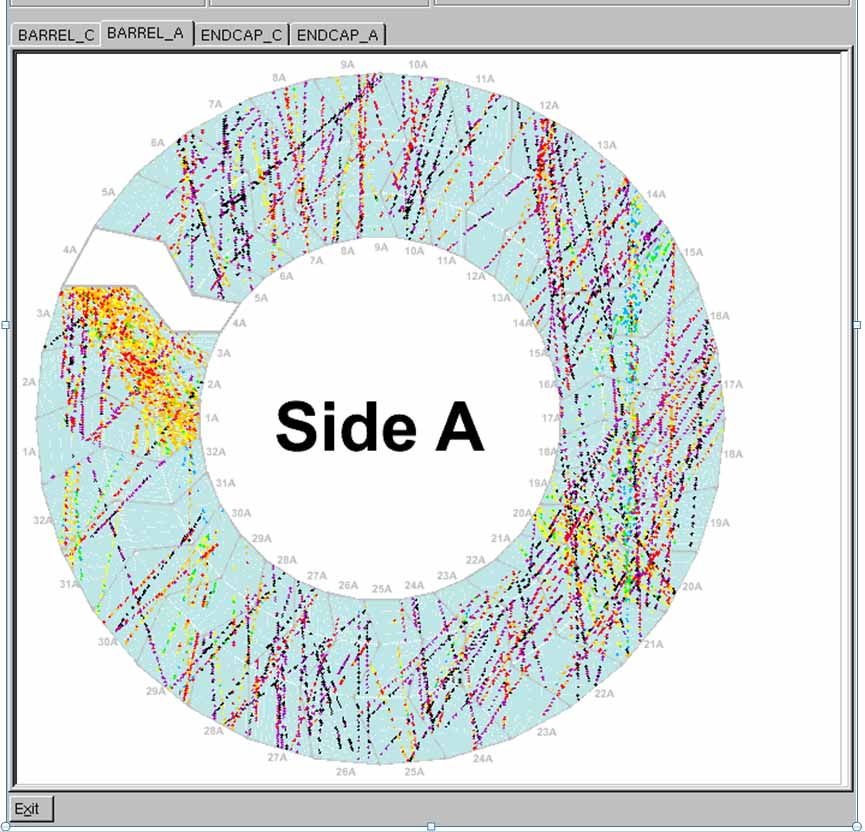 BARREL_C BARREL_A ENDCAP_C ENDCAP_A
9A 10A
8A 11A
7A 12A
6A 13A
5A 14A
4A 15A
9A 10A
8A 11A
7A 12A
6A 13A
5A 14A
4A 15A
3A 16A
3A
2A 16A 17A
2A
1A 17A
Side A
1A 32A 18A 18A
31A 19A
32A 30A 20A 19A
29A 21A
28A 22A
31A 27A 26A 25A 24A 23A 20A
30A 21A
29A 22A
28A 23A
27A 24A
26A 25A
Exit